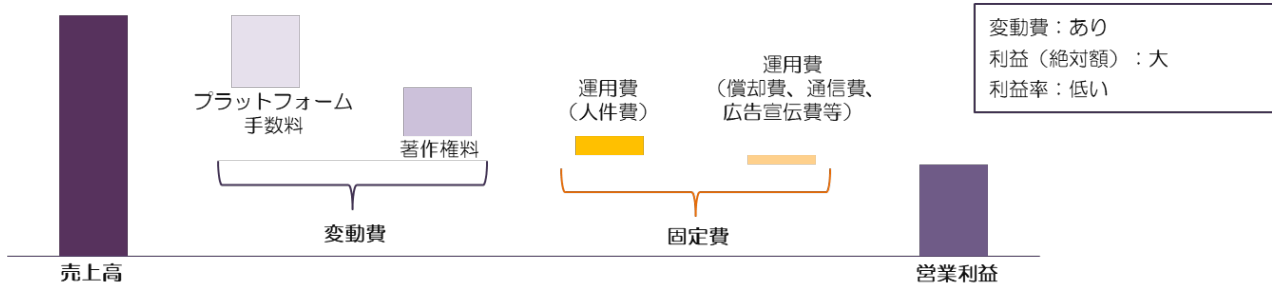 変動費：あり
利益（絶対額）：大
利益率：低い
プラットフォーム
手数料
著作権料
運用費
（人件費）
運用費
（償却費、通信費、
広告宣伝費等）
変動費
固定費
売上高
営業利益